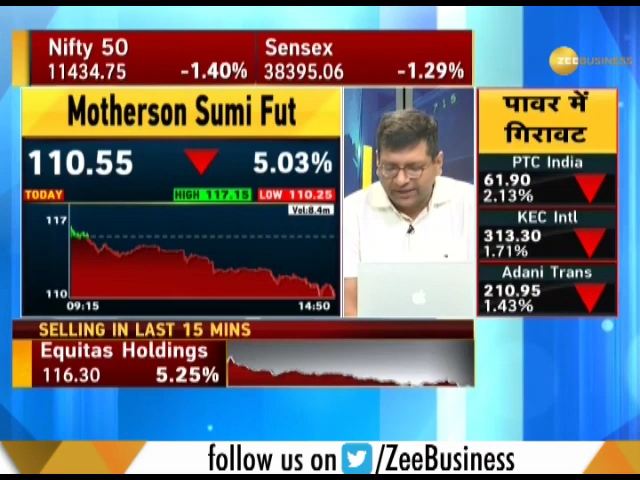 Nifty 50
11434.75
-1.40%
Sensex
38395.06
-1.29%
ZEEBUSINESS
Motherson Sumi Fut
110.55
5.03%
TODAY
HIGH 117.15
LOW 110.25
Vol:8.4m
117
110
09:15
14:50
पावर में
गिरावट
PTC India
61.90
2.13%
KEC Intl
313.30
1.71%
Adani Trans
210.95
1.43%
SELLING IN LAST 15 MINS
Equitas Holdings
116.30
5.25%
follow us on /ZeeBusiness